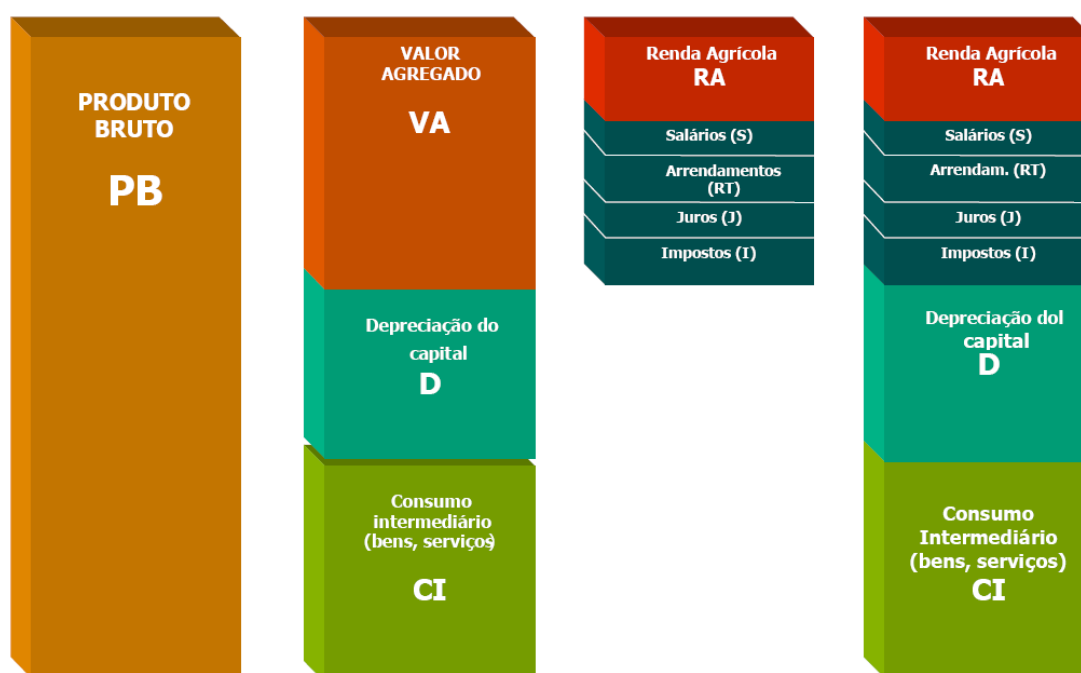 PRODUTO
BRUTO
PB
VALOR
AGREGADO
VA
Depreciação do
capital
D
Consumo
intermediário
(bens, serviços)
CI
Renda Agrícola
RA
Salários (S)
Arrendamentos
(RT)
Juros (J)
Impostos (I)
Renda Agrícola
RA
Salários (S)
Arrendam. (RT)
Juros (J)
Impostos (I)
Depreciação dol
capital
D
Consumo
Intermediário
(bens, serviços)
CI